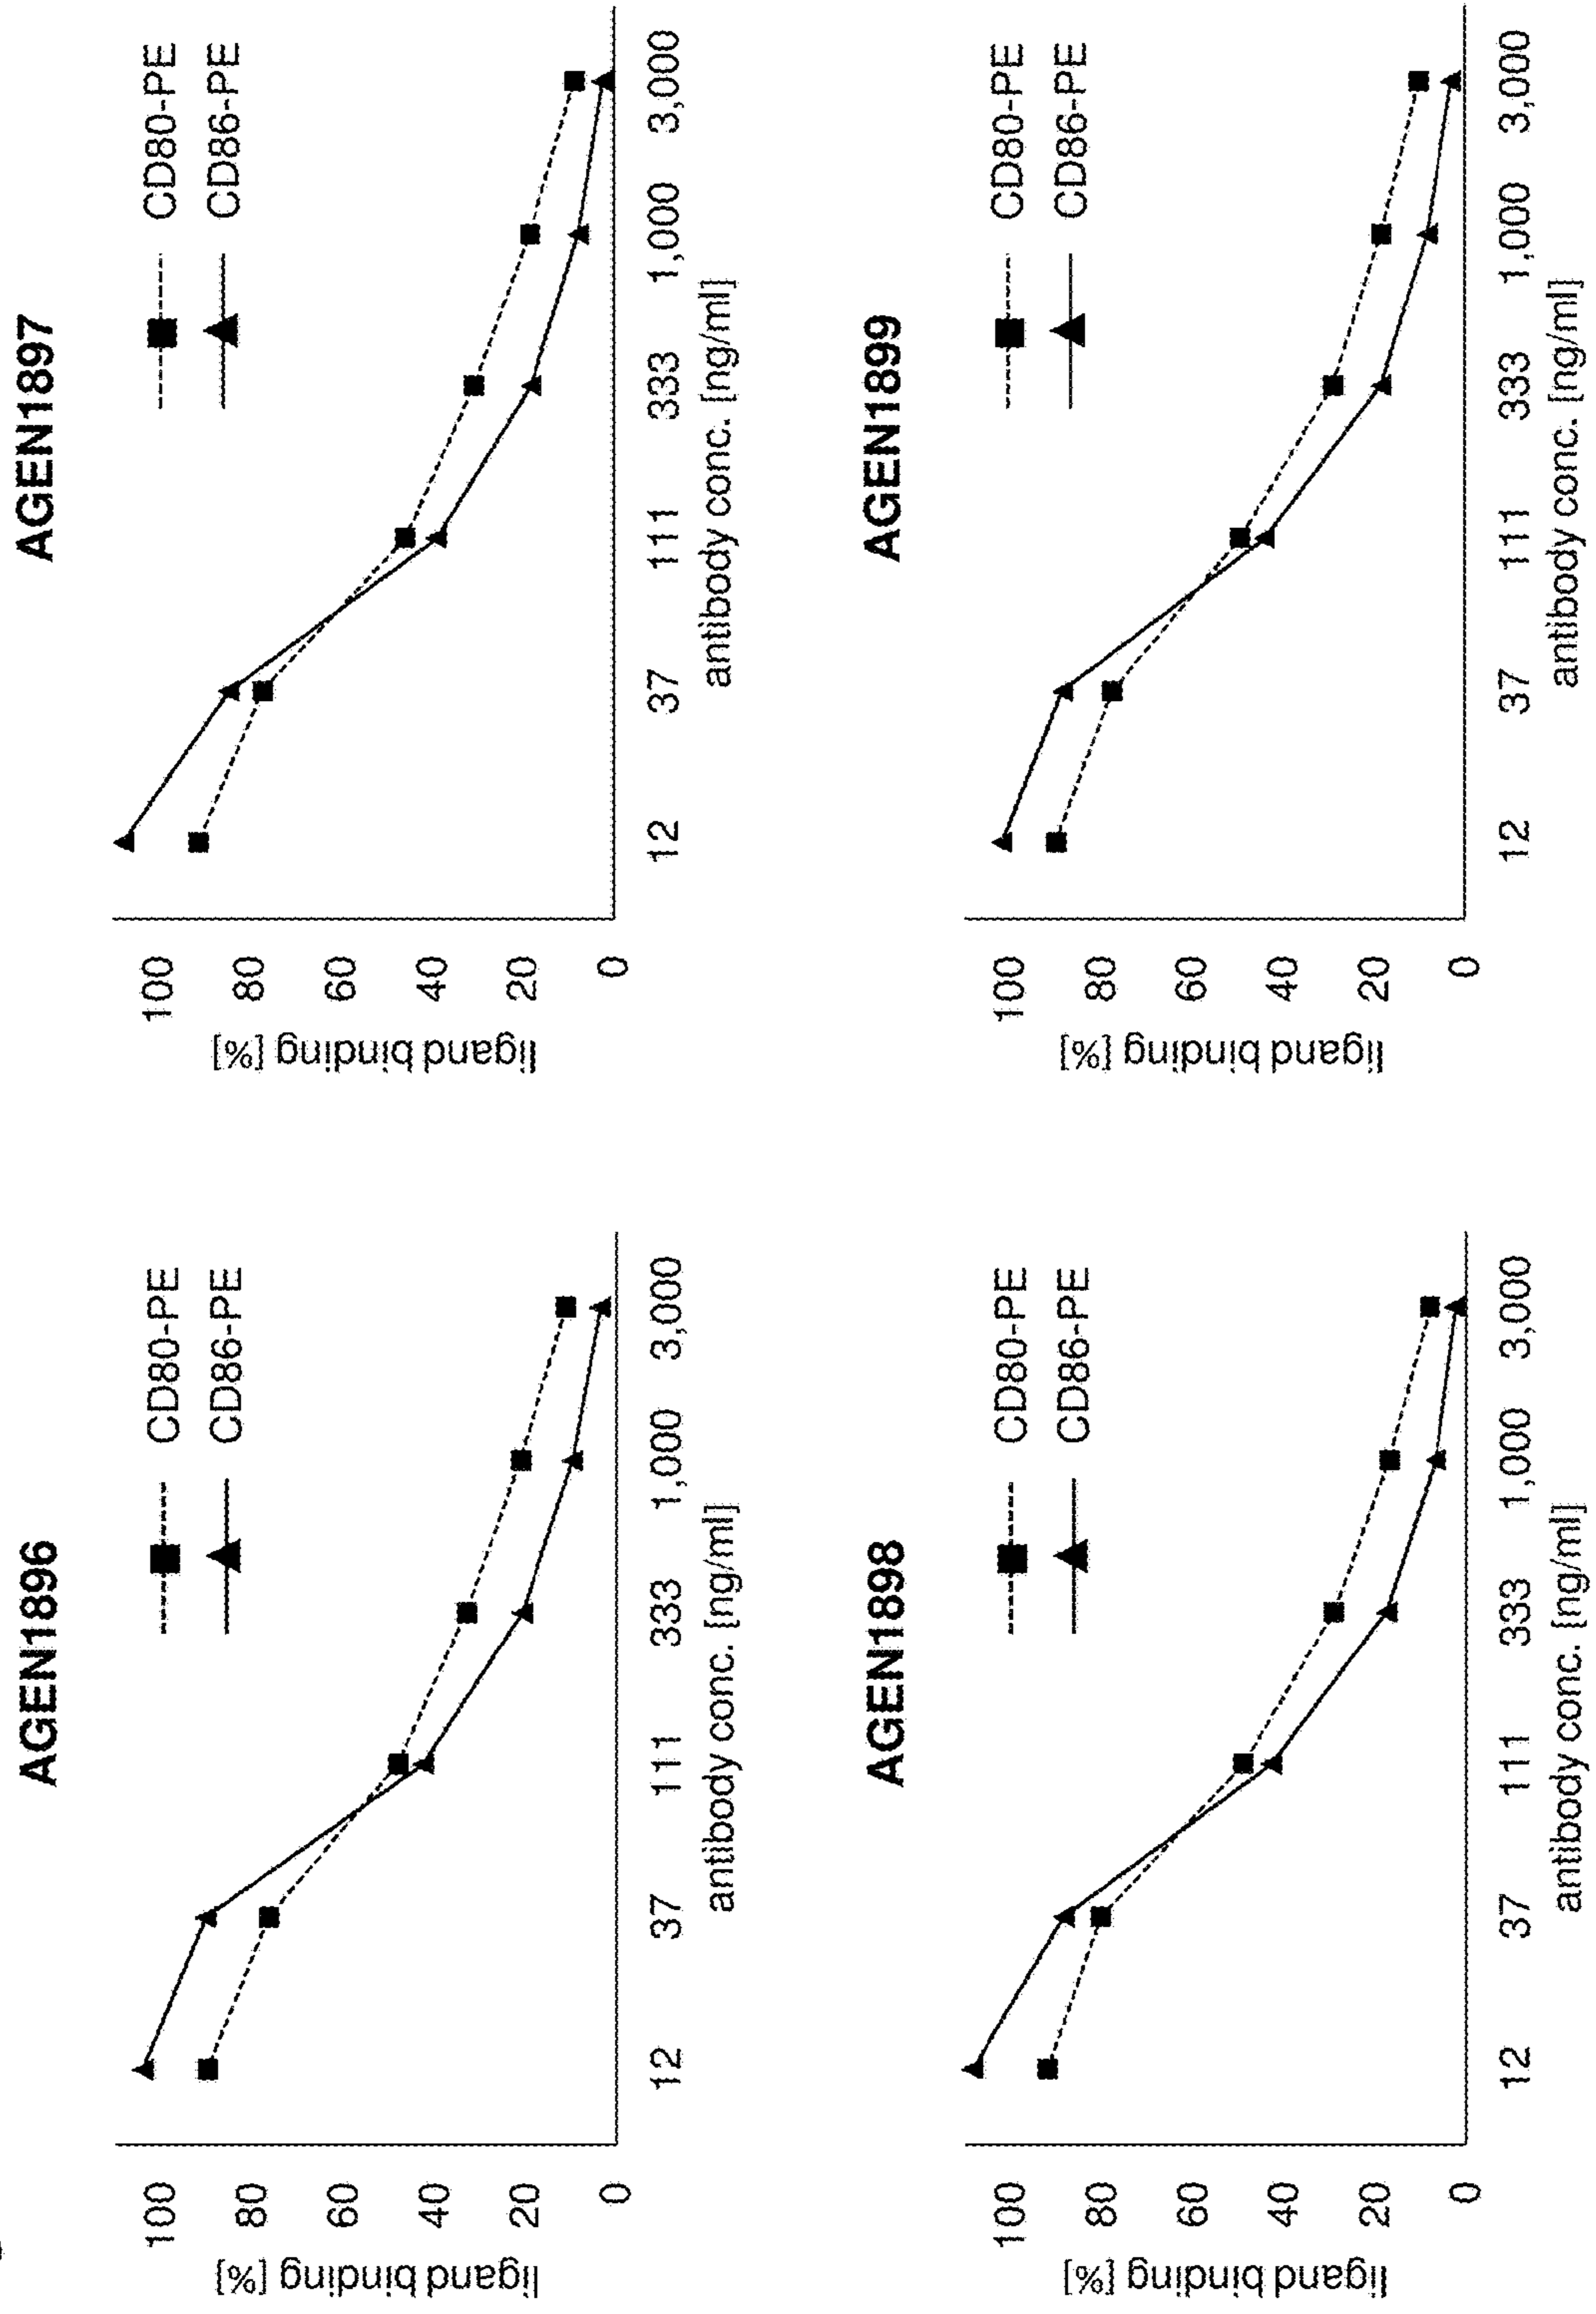 AGEN1896
ligand binding [%]
100
80
60
40
20
0
CD80-PE
CD86-PE
12 37 111 333 1,000 3,000
antibody conc. [ng/ml]
AGEN1897
ligand binding [%]
100
80
60
40
20
0
CD80-PE
CD86-PE
12 37 111 333 1,000 3,000
antibody conc. [ng/ml]
AGEN1898
ligand binding [%]
100
80
60
40
20
0
CD80-PE
CD86-PE
12 37 111 333 1,000 3,000
antibody conc. [ng/ml]
AGEN1899
ligand binding [%]
100
80
60
40
20
0
CD80-PE
CD86-PE
12 37 111 333 1,000 3,000
antibody conc. [ng/ml]